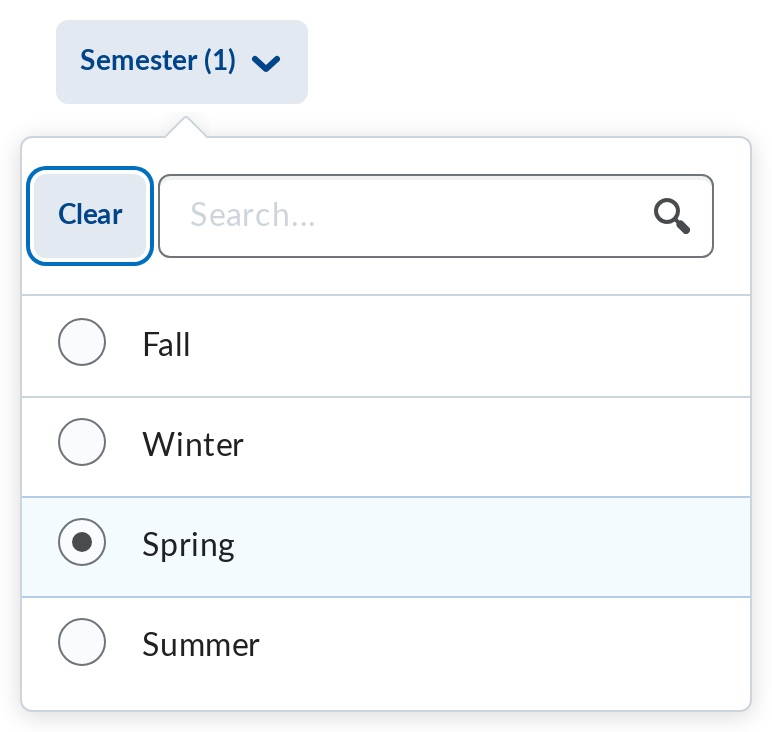 Semester (1)
Clear
Search...
Fall
Winter
Spring
Summer